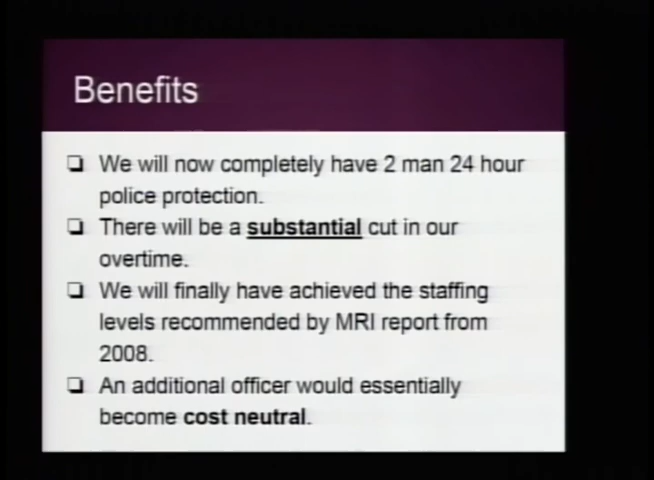 Benefits
❏ We will now completely have 2 man 24 hour
police protection.
❏ There will be a substantial cut in our
overtime.
❏ We will finally have achieved the staffing
levels recommended by MRI report from
2008.
❏ An additional officer would essentially
become cost neutral.